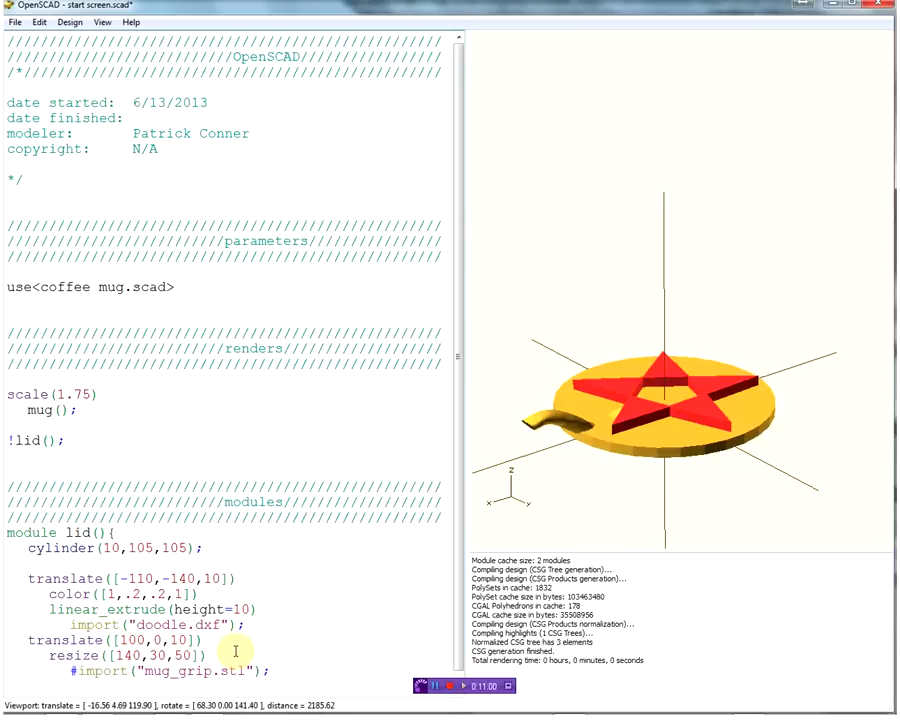 OpenSCAD - start screen.scad*
File Edit Design View Help
////////////////////////////////////////////////////
///////////////////////////OpenSCAD/////////////////
/*//////////////////////////////////////////////////
date started: 6/13/2013
date finished:
modeler: Patrick Conner
copyright: N/A
*/
////////////////////////////////////////////////////
//////////////////////////parameters////////////////
////////////////////////////////////////////////////
use<coffee mug.scad>
////////////////////////////////////////////////////
//////////////////////////renders///////////////////
////////////////////////////////////////////////////
scale(1.75)
mug();
!lid();
////////////////////////////////////////////////////
//////////////////////////modules///////////////////
////////////////////////////////////////////////////
module lid(){
cylinder(10,105,105);
translate([-110,-140,10])
color([1,.2,.2,1])
linear_extrude(height=10)
import("doodle.dxf");
translate([100,0,10])
resize([140,30,50])
#import("mug_grip.stl");
z
x
y
Module cache size: 2 modules
Compiling design (CSG Tree generation)...
Compiling design (CSG Products generation)...
PolySets in cache: 1832
PolySet cache size in bytes: 103463480
CGAL Polyhedrons in cache: 178
CGAL cache size in bytes: 35508956
Compiling design (CSG Products normalization)...
Compiling highlights (1 CSG Trees)...
Normalized CSG tree has 3 elements
CSG generation finished.
Total rendering time: 0 hours, 0 minutes, 0 seconds
0:11:00
Viewport: translate = [ -16.56 4.69 119.90 ], rotate = [ 68.30 0.00 141.40 ], distance = 2185.62